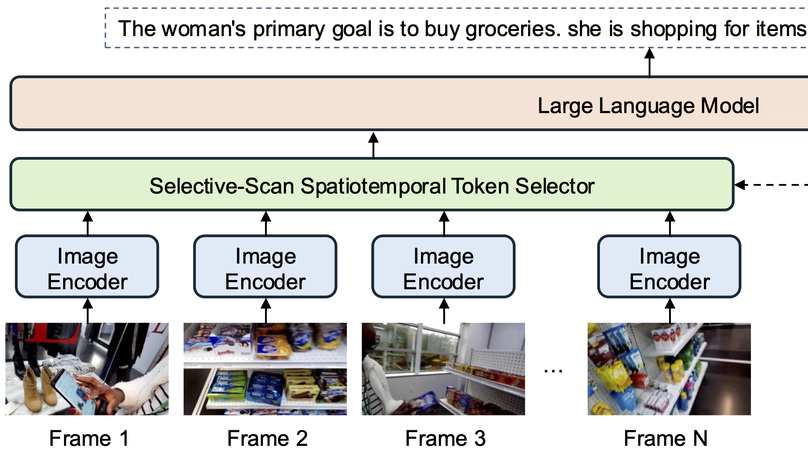 The woman's primary goal is to buy groceries. she is shopping for items
Large Language Model
Selective-Scan Spatiotemporal Token Selector
Image Encoder
Image Encoder
Image Encoder
Image Encoder
...
Frame 1
Frame 2
Frame 3
Frame N